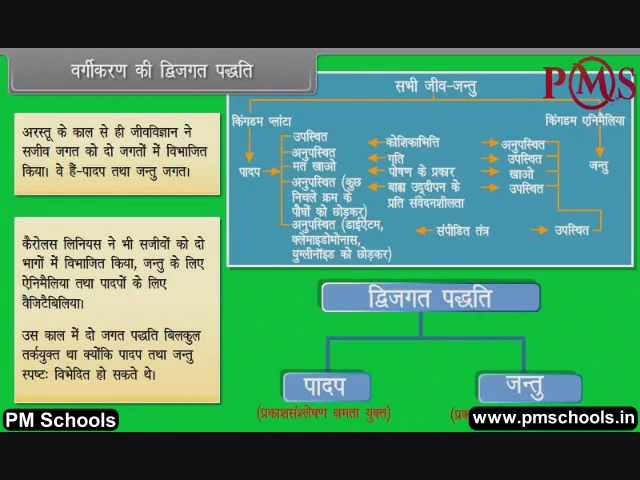 वर्गीकरण की द्विजगत पद्धति
PMS
अरस्तू के काल से ही जीवविज्ञान ने
सजीव जगत को दो जगतों में विभाजित
किया। वे हैं-पादप तथा जन्तु जगत।
कैरोलस लिनियस ने भी सजीवों को दो
भागों में विभाजित किया, जन्तु के लिए
ऐनिमैलिया तथा पादपों के लिए
वैजिटैबिलिया।
उस काल में दो जगत पद्धति बिलकुल
तर्कयुक्त था क्योंकि पादप तथा जन्तु
स्पष्टः विभेदित हो सकते थे।
सभी जीव-जन्तु
किंगडम प्लांटा
किंगडम एनिमैलिया
पादप
जन्तु
उपस्थित कोशिकाभित्ति अनुपस्थित
अनुपस्थित गति उपस्थित
मत खाओ पोषण के प्रकार खाओ
अनुपस्थित (कुछ बाह्य उद्दीपन के उपस्थित
निचले क्रम के प्रति संवेदनशीलता
पौधों को छोड़कर)
अनुपस्थित (डाईऐटम, संपीडित तंत्र उपस्थित
क्लेमाइडोमोनास,
युग्लीनॉइड को छोड़कर)
द्विजगत पद्धति
पादप
जन्तु
(प्रकाशसंश्लेषण क्षमता युक्त)
PM Schools
www.pmschools.in